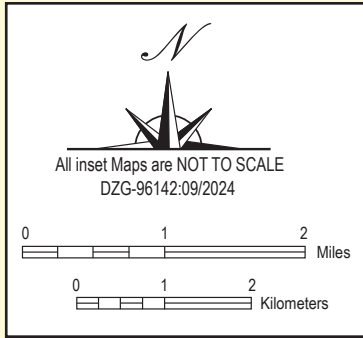 N
All inset Maps are NOT TO SCALE
DZG-96142:09/2024
0 1 2
Miles
0 1 2
Kilometers